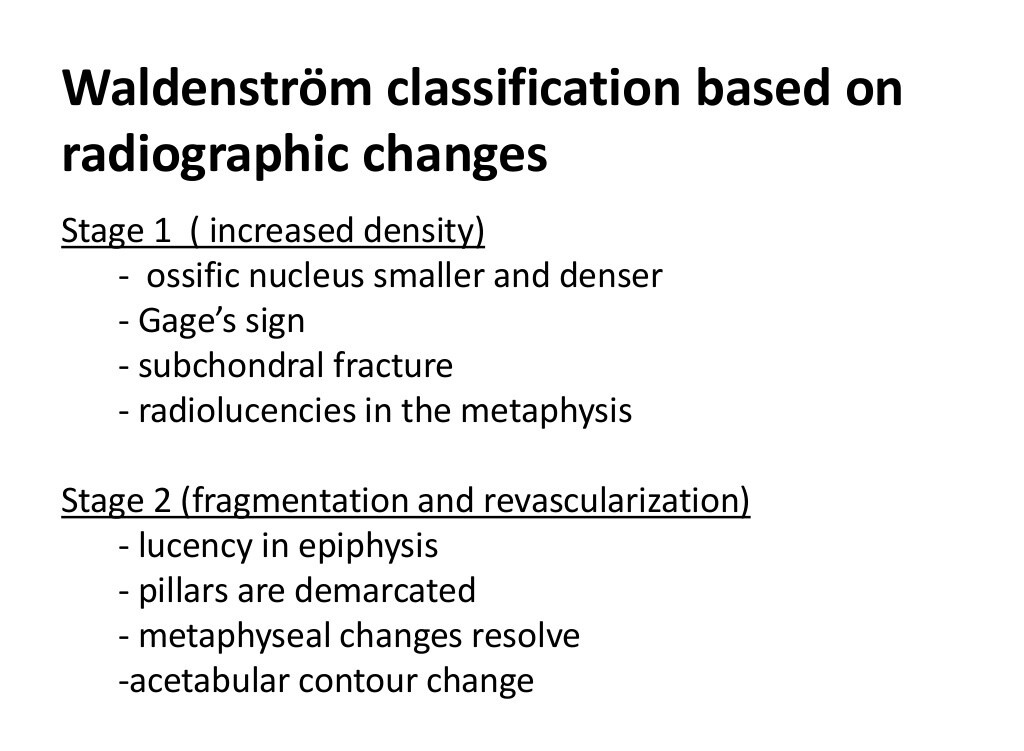 Waldenström classification based on
radiographic changes
Stage 1  ( increased density)
-  ossific nucleus smaller and denser
- Gage’s sign
- subchondral fracture
- radiolucencies in the metaphysis
Stage 2 (fragmentation and revascularization)
- lucency in epiphysis
- pillars are demarcated
- metaphyseal changes resolve
-acetabular contour change